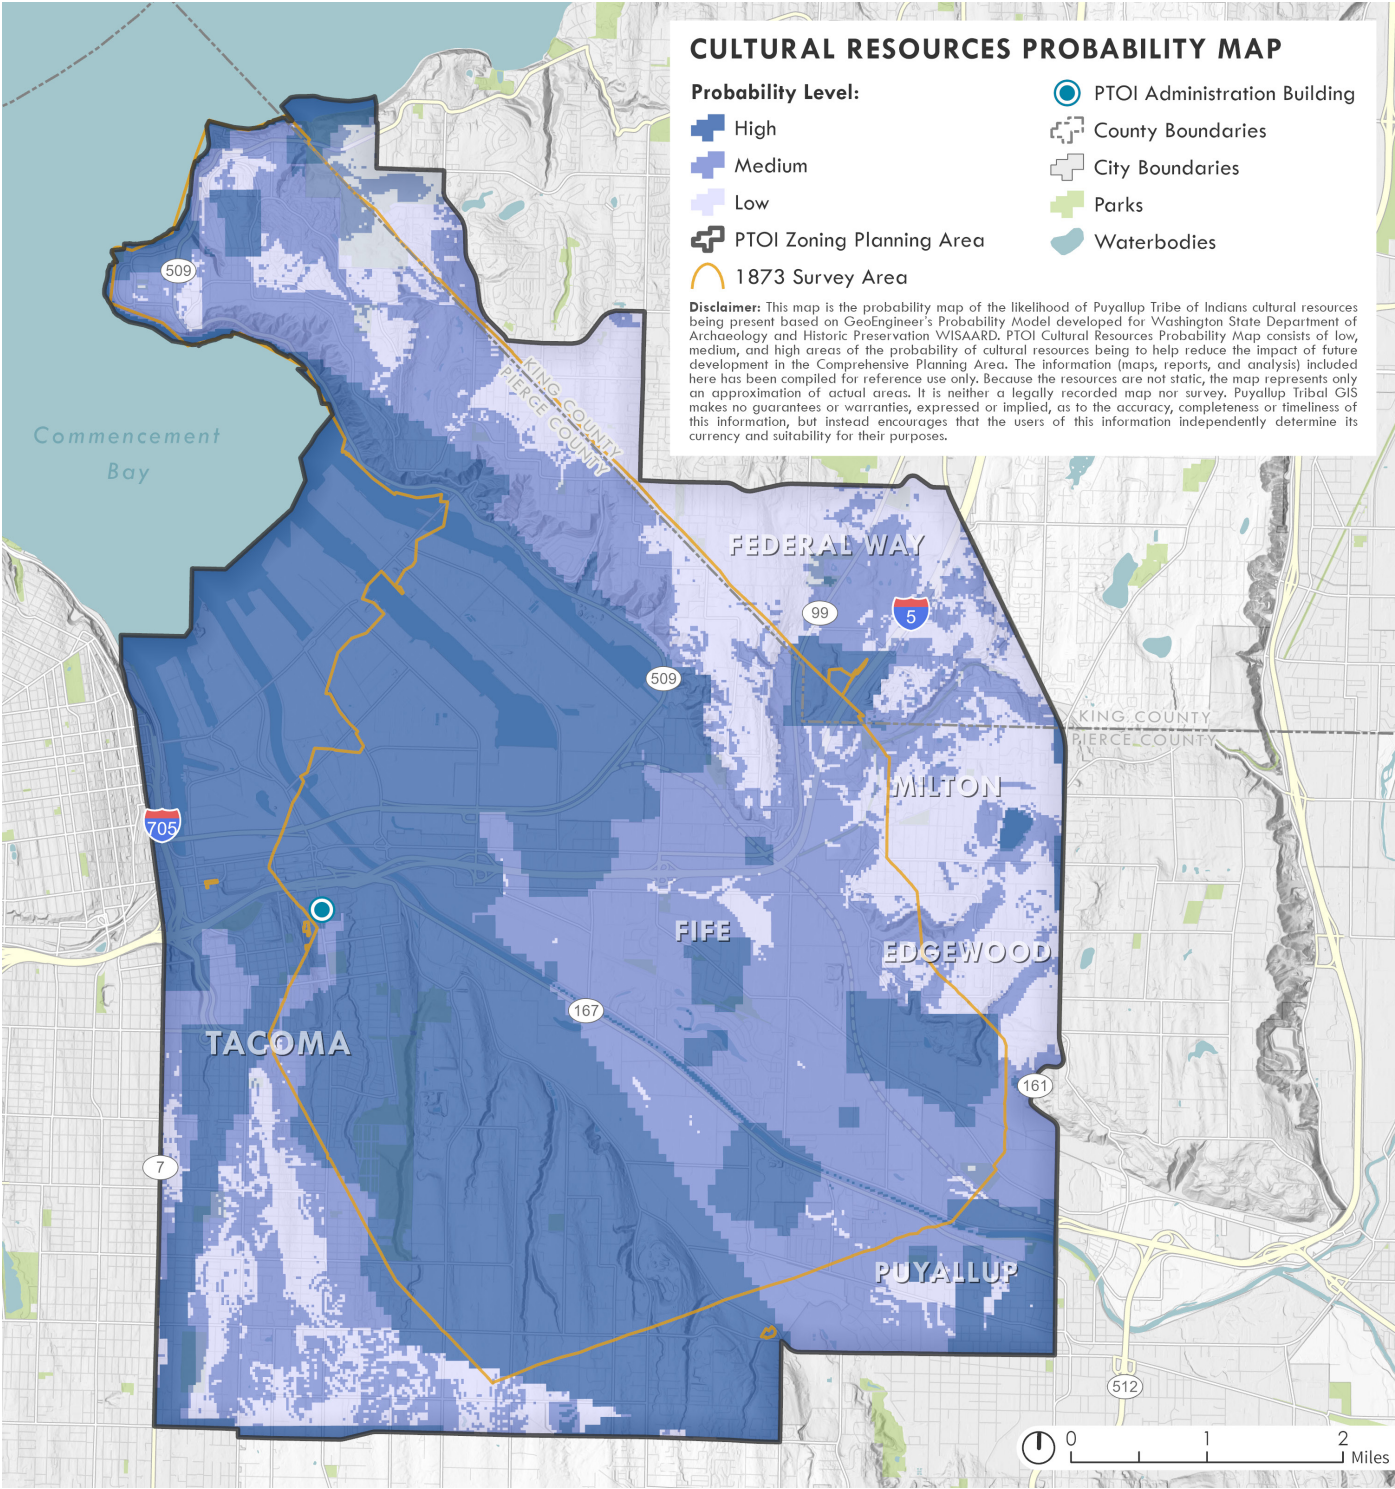 CULTURAL RESOURCES PROBABILITY MAP
Probability Level:
High
Medium
Low
PTOI Zoning Planning Area
1873 Survey Area
PTOI Administration Building
County Boundaries
City Boundaries
Parks
Waterbodies
Disclaimer: This map is the probability map of the likelihood of Puyallup Tribe of Indians cultural resources
being present based on GeoEngineer's Probability Model developed for Washington State Department of
Archaeology and Historic Preservation WISAARD. PTOI Cultural Resources Probability Map consists of low,
medium, and high areas of the probability of cultural resources being to help reduce the impact of future
development in the Comprehensive Planning Area. The information (maps, reports, and analysis) included
here has been compiled for reference use only. Because the resources are not static, the map represents only
an approximation of actual areas. It is neither a legally recorded map nor survey. Puyallup Tribal GIS
makes no guarantees or warranties, expressed or implied, as to the accuracy, completeness or timeliness of
this information, but instead encourages that the users of this information independently determine its
currency and suitability for their purposes.
509
KING COUNTY
PIERCE COUNTY
Commencement
Bay
FEDERAL WAY
99
5
509
KING COUNTY
PIERCE COUNTY
MILTON
705
FIFE
EDGEWOOD
167
TACOMA
161
7
PUYALLUP
512
0 1 2
Miles